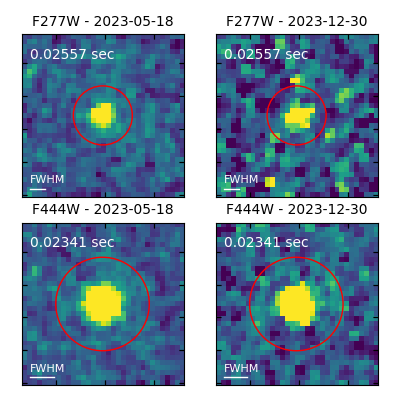 F277W - 2023-05-18
F277W - 2023-12-30
0.02557 sec
0.02557 sec
FWHM
FWHM
F444W - 2023-05-18
F444W - 2023-12-30
0.02341 sec
0.02341 sec
FWHM
FWHM